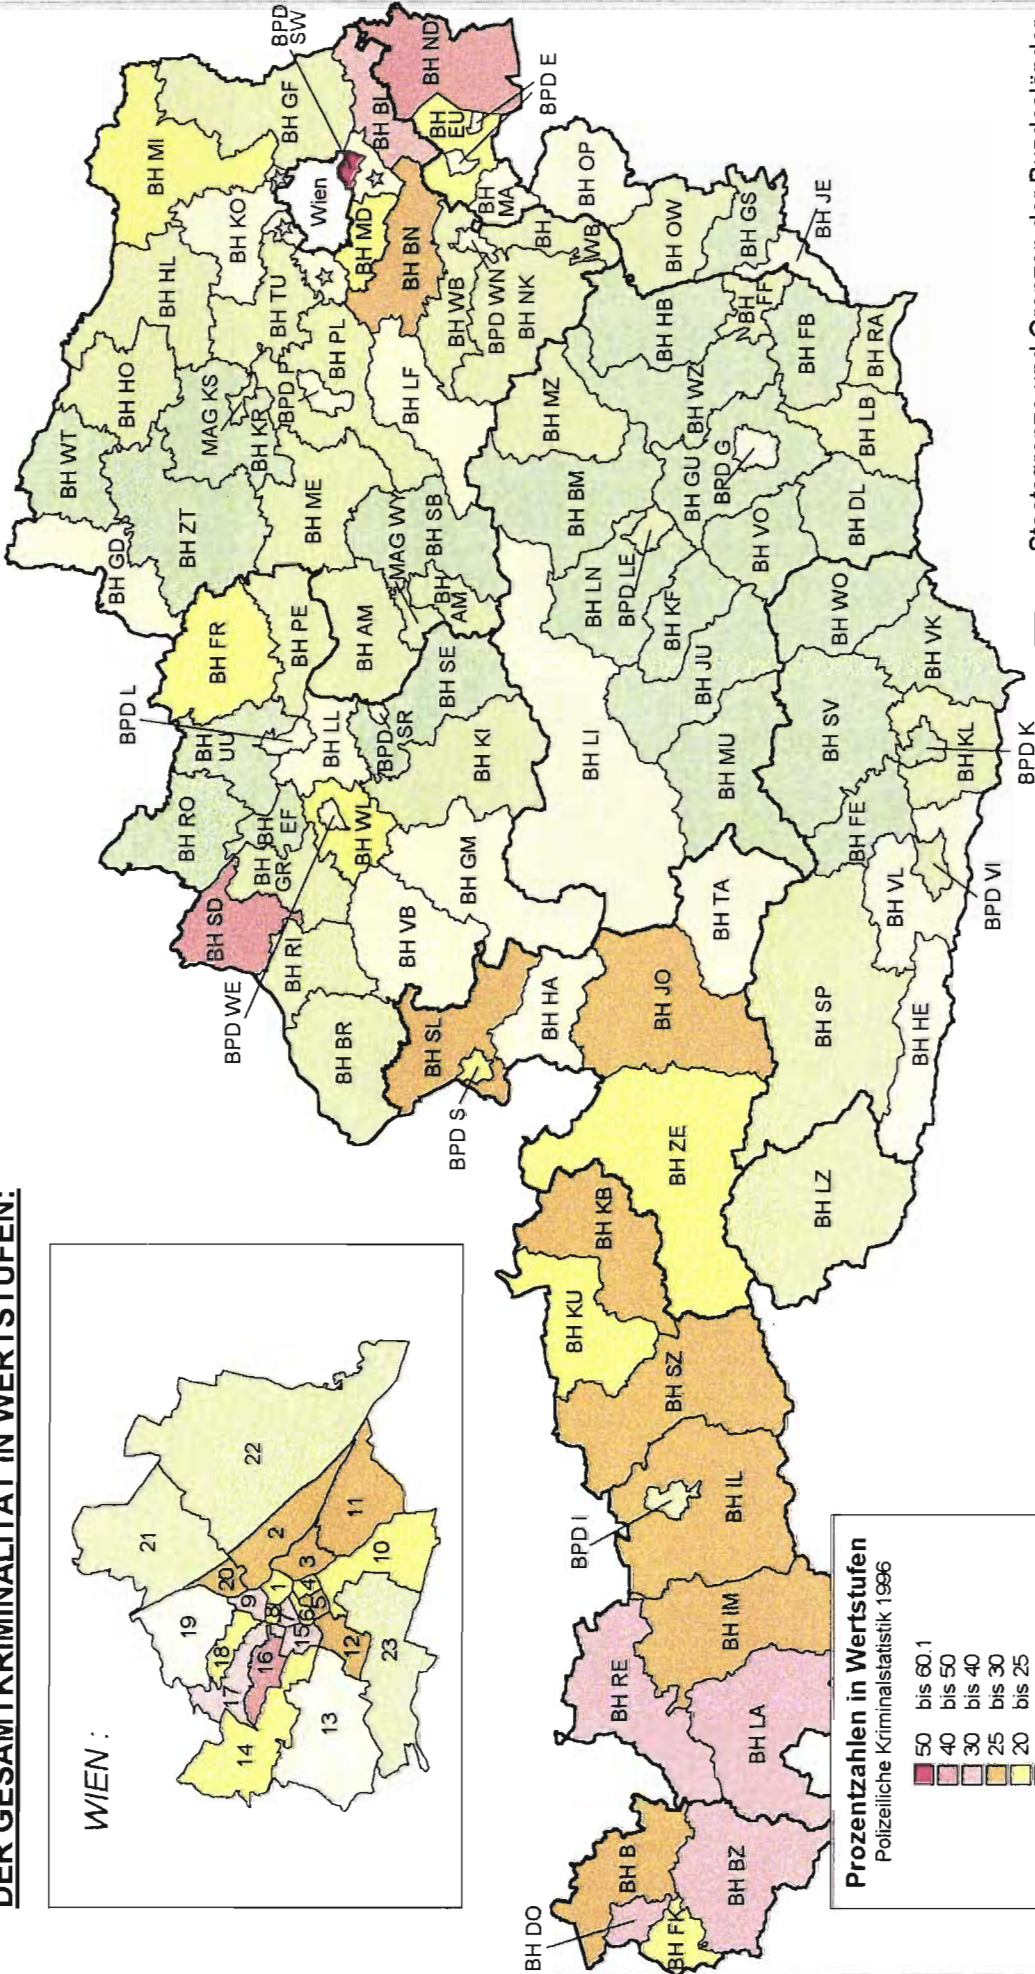 DER GESAMTKRIMINALITÄT IN WERTSTUFEN:
WIEN :
21
22
19
20
2
18
9
17
1
8
3
16
4
11
14
15
6
5
12
10
13
23
BH DO
BH B
BH FK
BH BZ
BH RE
BH LA
BH IM
BPD I
BH IL
BH SZ
BH KU
BH KB
BH ZE
BH LZ
BPD S
BH SL
BH HA
BH JO
BH TA
BH SP
BH HE
BH VL
BPD VI
BH FE
BH KL
BPD K
BH SV
BH VK
BH WO
BPD WE
BH BR
BH RI
BH SD
BH VB
BH GM
BH WL
BH GR
BH EF
BH RO
BH UU
BPD L
BH LL
BPD SR
BH KI
BH SE
BH FR
BH PE
BH LI
BH MU
BH JU
BH KF
BPD LE
BH LN
BH BM
BH MZ
BH VO
BH DL
BH GU
BRD G
BH WZ
BH LB
BH RA
BH FB
BH FF
BH HB
BH GD
BH WT
BH ZT
BH ME
BH AM
MAG WY
BH AM
BH SB
MAG KS
BH KR
BPD P
BH PL
BH HO
BH HL
BH TU
BH KO
BH MI
BH GF
BPD SW
Wien
BH MD
BH BN
BH LF
BH WB
BPD WN
BH NK
BH WB
BH BL
BH ND
BH EU
BPD E
BH MA
BH OP
BH OW
BH GS
BH JE
Prozentzahlen in Wertstufen
Polizeiliche Kriminalstatistik 1996
50 bis 60.1
40 bis 50
30 bis 40
25 bis 30
20 bis 25